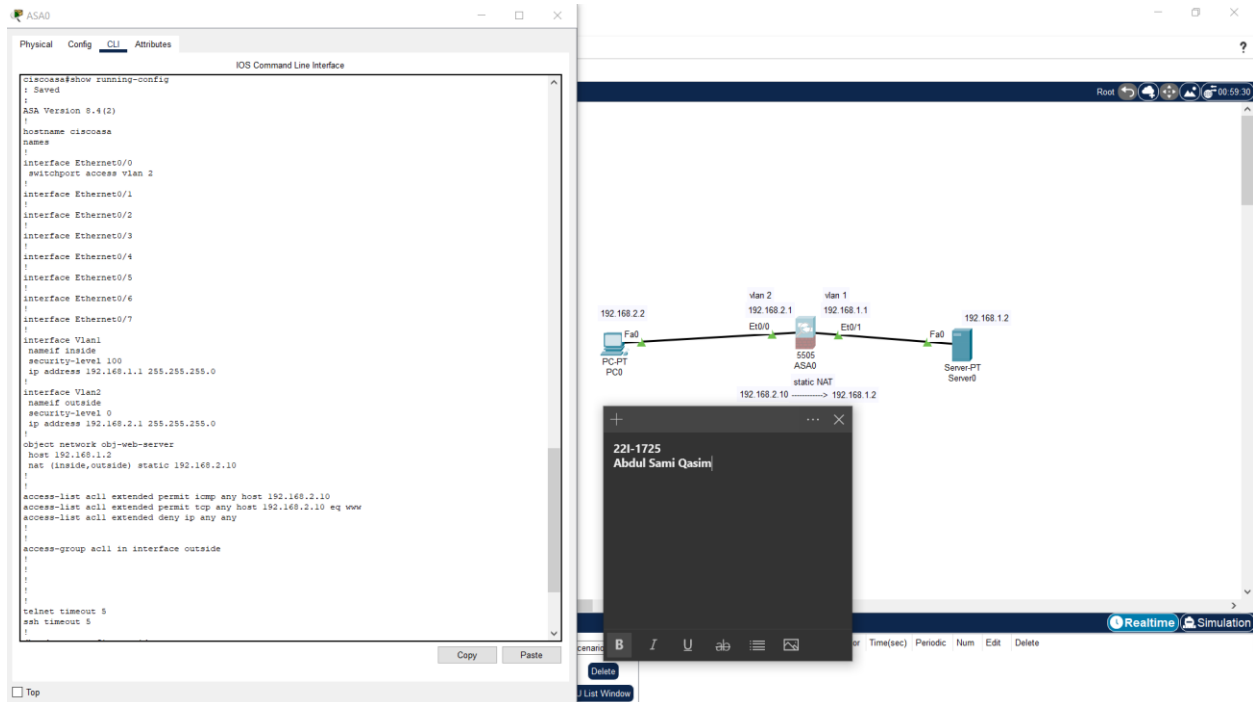 ASA0
Physical Config CLI Attributes
IOS Command Line Interface
ciscoasa#show running-config
: Saved
:
ASA Version 8.4(2)
!
hostname ciscoasa
names
!
interface Ethernet0/0
switchport access vlan 2
!
interface Ethernet0/1
!
interface Ethernet0/2
!
interface Ethernet0/3
!
interface Ethernet0/4
!
interface Ethernet0/5
!
interface Ethernet0/6
!
interface Ethernet0/7
!
interface Vlan1
nameif inside
security-level 100
ip address 192.168.1.1 255.255.255.0
!
interface Vlan2
nameif outside
security-level 0
ip address 192.168.2.1 255.255.255.0
!
object network obj-web-server
host 192.168.1.2
nat (inside,outside) static 192.168.2.10
!
!
access-list acl1 extended permit icmp any host 192.168.2.10
access-list acl1 extended permit tcp any host 192.168.2.10 eq www
access-list acl1 extended deny ip any any
!
!
access-group acl1 in interface outside
!
!
!
!
telnet timeout 5
ssh timeout 5
!
Copy Paste
Top
?
Root 00:59:30
vlan 2 vlan 1
192.168.2.2 192.168.2.1 192.168.1.1 192.168.1.2
Fa0 Et0/0 Et0/1 Fa0
PC-PT
PC0
5505
ASA0
Server-PT
Server0
static NAT
192.168.2.10 ----------> 192.168.1.2
22I-1725
Abdul Sami Qasim
B I U ab
Realtime Simulation
cenario
or Time(sec) Periodic Num Edit Delete
Delete
U List Window